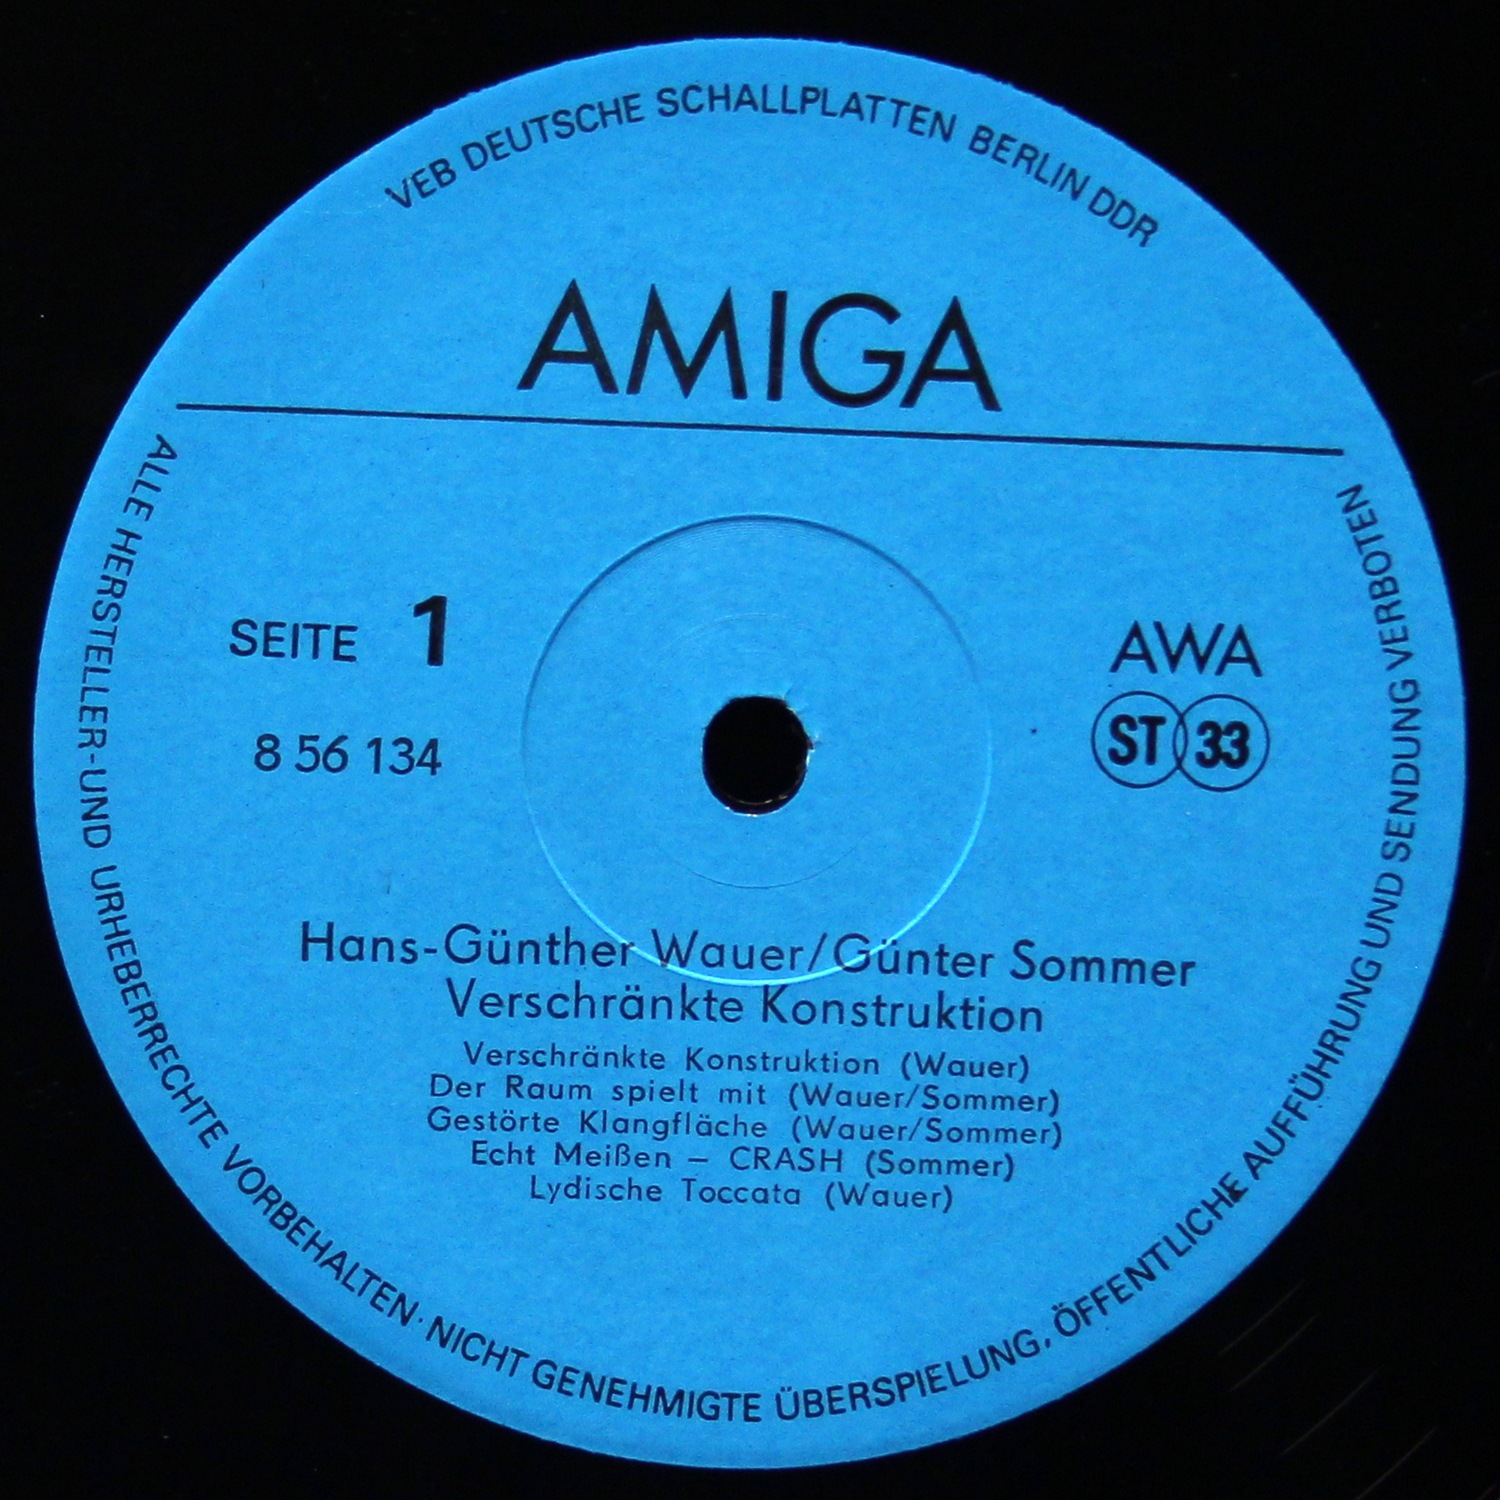 VEB DEUTSCHE SCHALLPLATTEN BERLIN DDR
AMIGA
SEITE 1
8 56 134
AWA
ST 33
Hans-Günther Wauer/Günter Sommer
Verschränkte Konstruktion
Verschränkte Konstruktion (Wauer)
Der Raum spielt mit (Wauer/Sommer)
Gestörte Klangfläche (Wauer/Sommer)
Echt Meißen – CRASH (Sommer)
Lydische Toccata (Wauer)
ALLE HERSTELLER-UND URHEBERRECHTE VORBEHALTEN · NICHT GENEHMIGTE ÜBERSPIELUNG, ÖFFENTLICHE AUFFÜHRUNG UND SENDUNG VERBOTEN